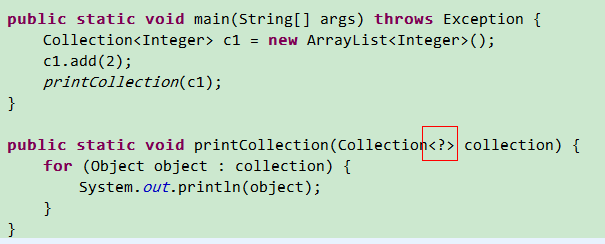 public static void main(String[] args) throws Exception {
    Collection<Integer> c1 = new ArrayList<Integer>();
    c1.add(2);
    printCollection(c1);
}

public static void printCollection(Collection<?> collection) {
    for (Object object : collection) {
        System.out.println(object);
    }
}